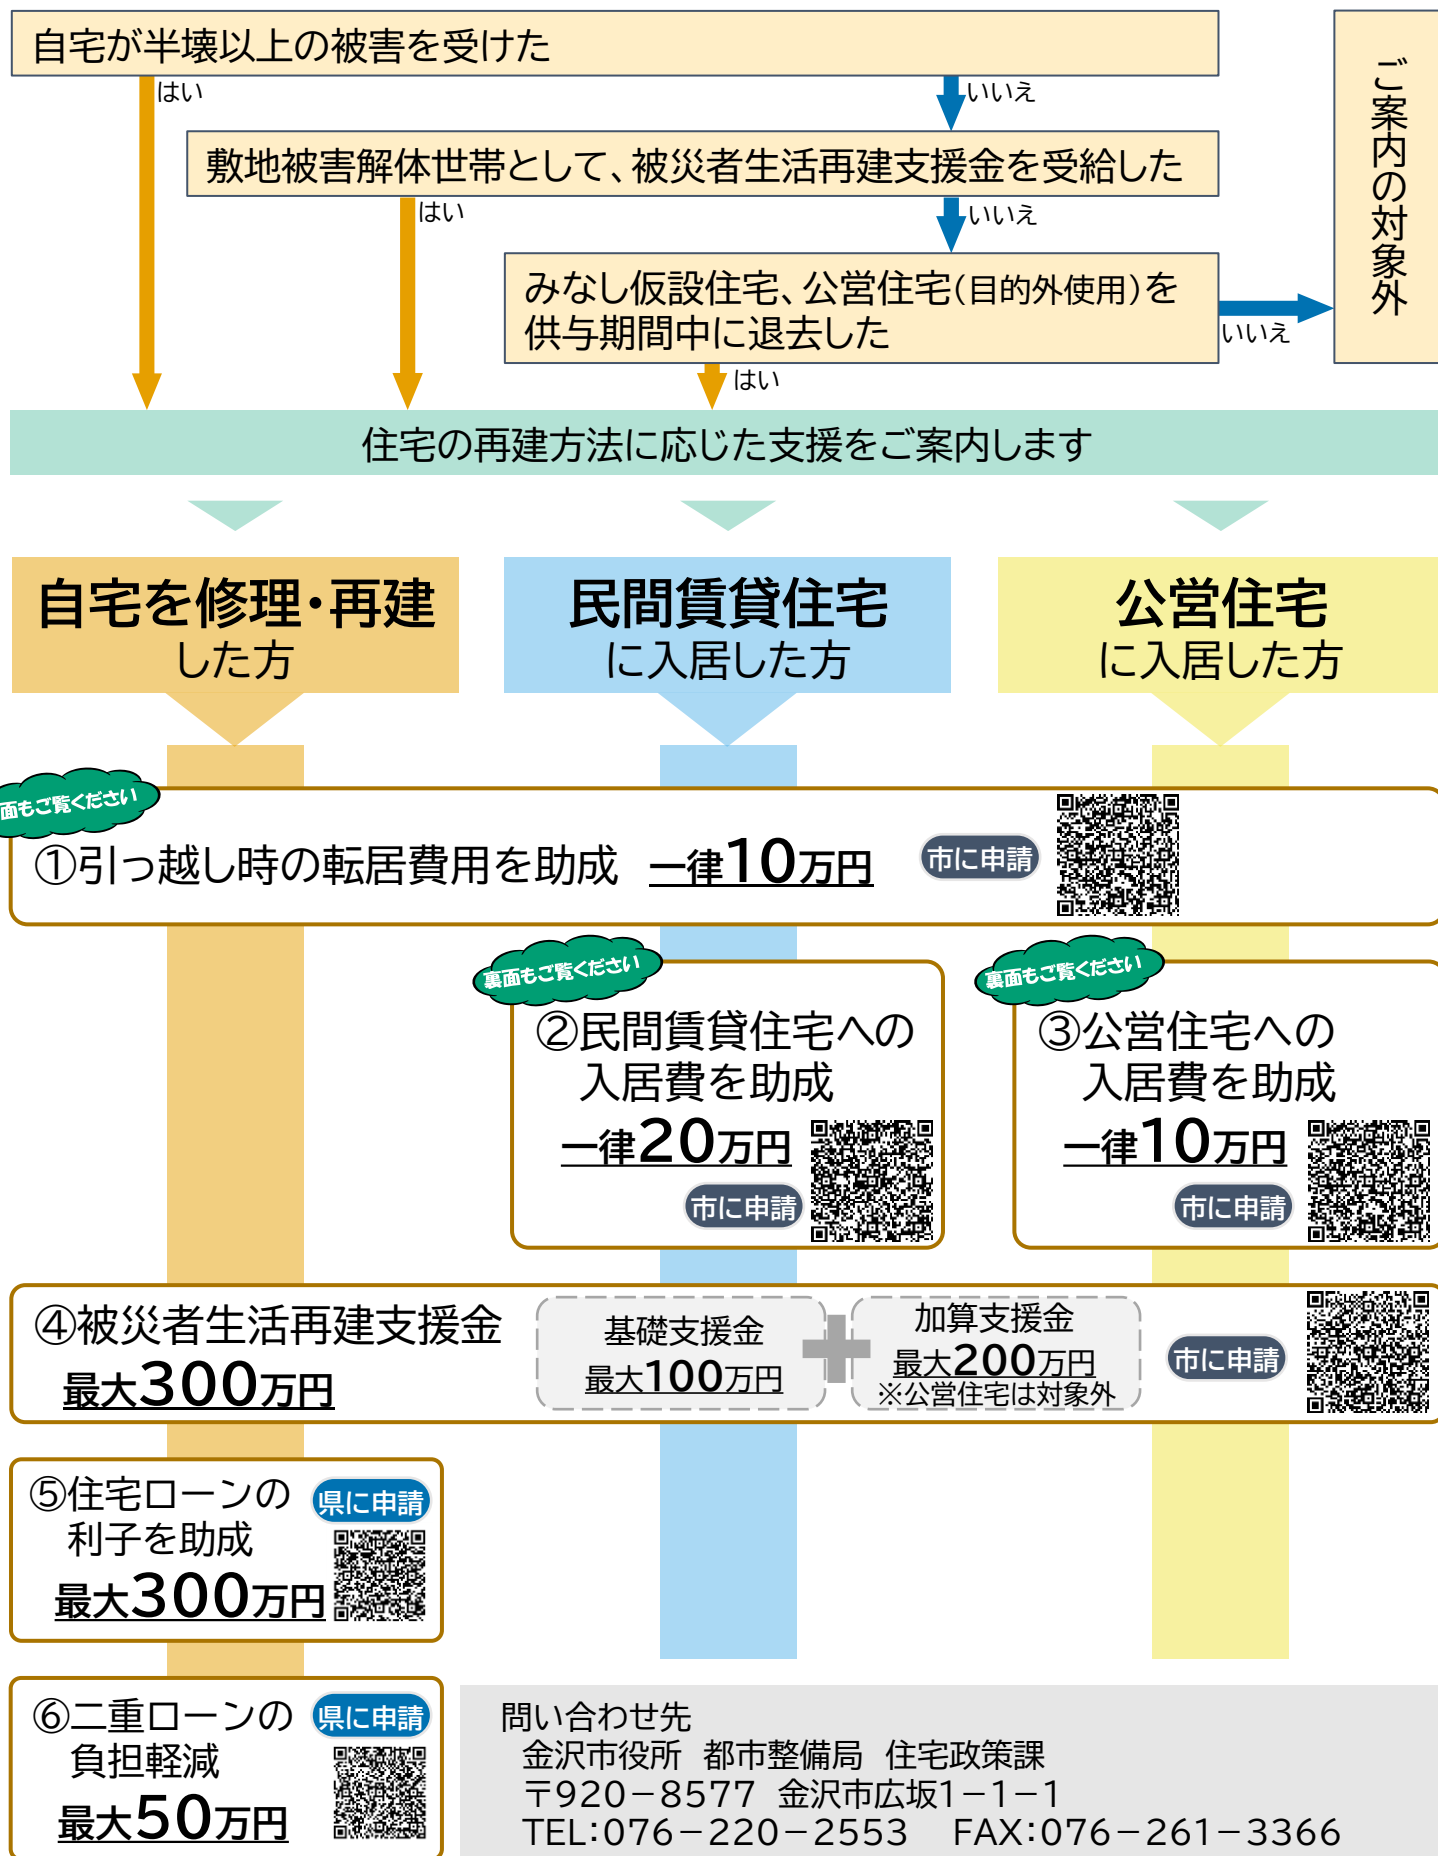 自宅が半壊以上の被害を受けた
はい
いいえ
敷地被害解体世帯として、被災者生活再建支援金を受給した
はい
いいえ
みなし仮設住宅、公営住宅(目的外使用)を
供与期間中に退去した
いいえ
はい
ご案内の対象外
住宅の再建方法に応じた支援をご案内します
自宅を修理・再建
した方
民間賃貸住宅
に入居した方
公営住宅
に入居した方
面もご覧ください
①引っ越し時の転居費用を助成 一律10万円
市に申請
裏面もご覧ください
②民間賃貸住宅への
入居費を助成
一律20万円
市に申請
裏面もご覧ください
③公営住宅への
入居費を助成
一律10万円
市に申請
④被災者生活再建支援金
最大300万円
基礎支援金
最大100万円
加算支援金
最大200万円
※公営住宅は対象外
市に申請
⑤住宅ローンの
利子を助成
最大300万円
県に申請
⑥二重ローンの
負担軽減
最大50万円
県に申請
問い合わせ先
金沢市役所 都市整備局 住宅政策課
〒920-8577 金沢市広坂1-1-1
TEL:076-220-2553 FAX:076-261-3366